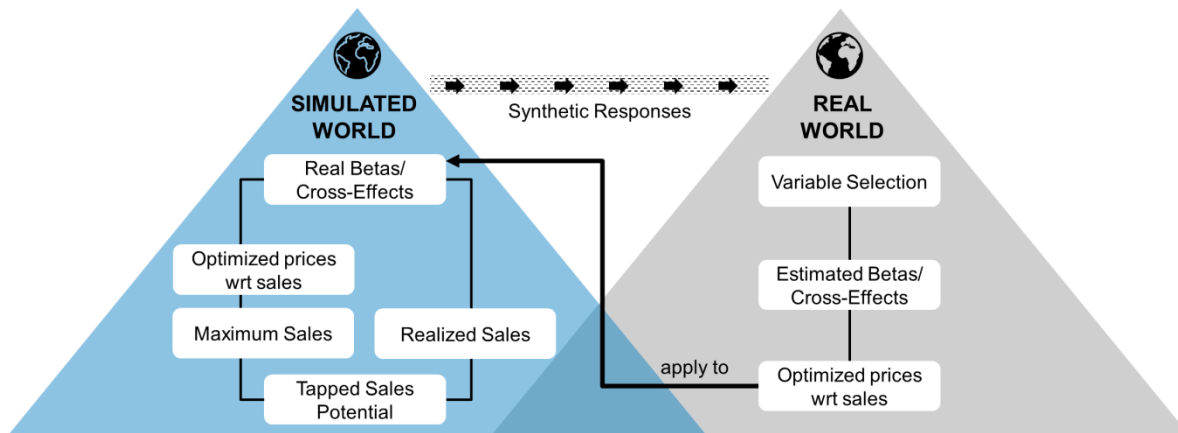 SIMULATED
WORLD
Real Betas/
Cross-Effects
Optimized prices
wrt sales
Maximum Sales
Realized Sales
Tapped Sales
Potential
Synthetic Responses
apply to
REAL
WORLD
Variable Selection
Estimated Betas/
Cross-Effects
Optimized prices
wrt sales